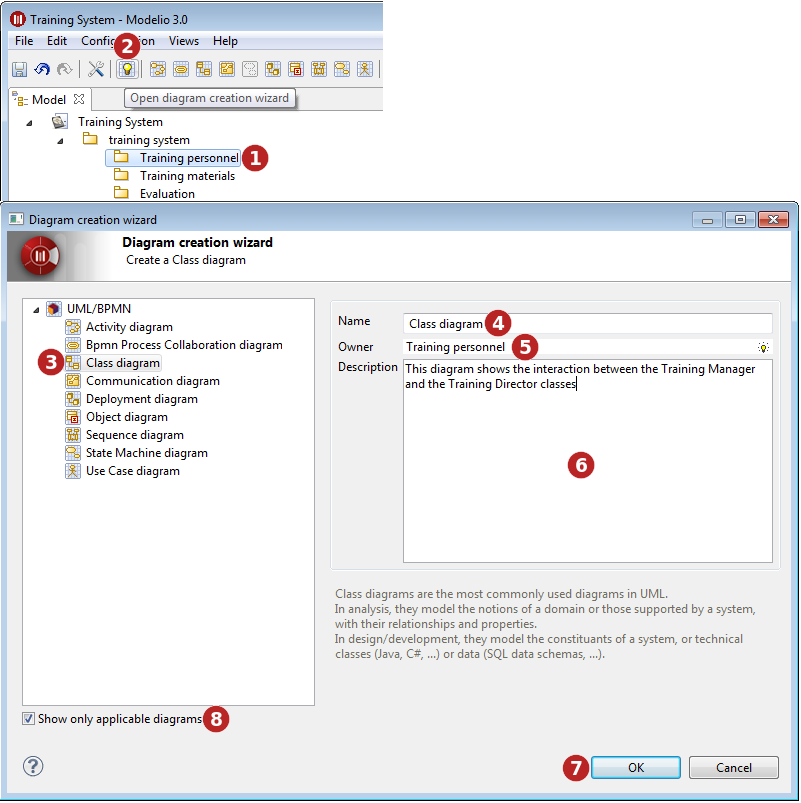 Training System - Modelio 3.0
File Edit Configu ion Views Help
2
Model
Open diagram creation wizard
Training System
training system
Training personnel 1
Training materials
Evaluation
Diagram creation wizard
Diagram creation wizard
Create a Class diagram
UML/BPMN
Activity diagram
Bpmn Process Collaboration diagram
3 Class diagram
Communication diagram
Deployment diagram
Object diagram
Sequence diagram
State Machine diagram
Use Case diagram
Name Class diagram 4
Owner Training personnel 5
Description This diagram shows the interaction between the Training Manager
and the Training Director classes
6
Class diagrams are the most commonly used diagrams in UML.
In analysis, they model the notions of a domain or those supported by a system,
with their relationships and properties.
In design/development, they model the constituants of a system, or technical
classes (Java, C#, ...) or data (SQL data schemas, ...).
Show only applicable diagrams 8
?
7 OK Cancel